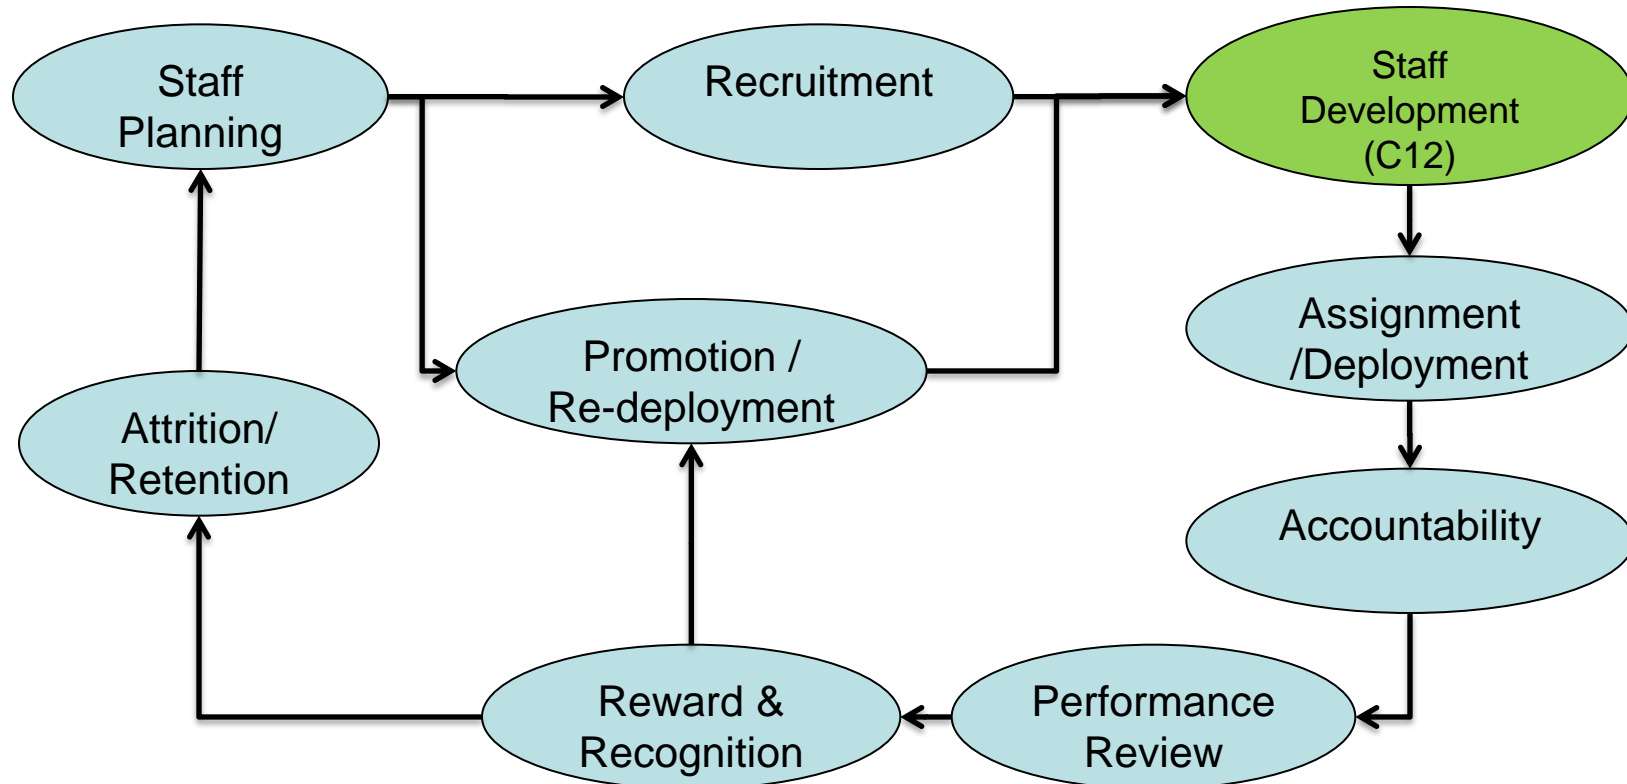 Staff
Planning
Recruitment
Staff
Development
(C12)
Promotion /
Re-deployment
Assignment
/Deployment
Attrition/
Retention
Accountability
Reward &
Recognition
Performance
Review